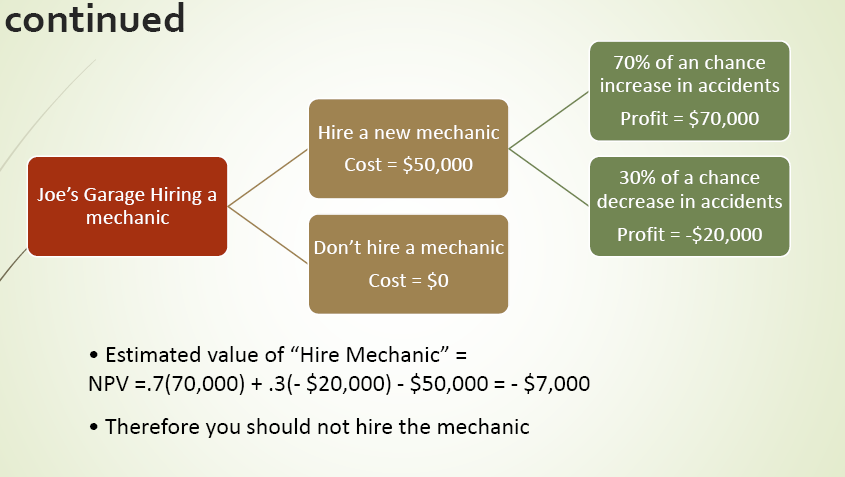 continued
Joe’s Garage Hiring a
mechanic
Hire a new mechanic
Cost = $50,000
Don’t hire a mechanic
Cost = $0
70% of an chance
increase in accidents
Profit = $70,000
30% of a chance
decrease in accidents
Profit = -$20,000
• Estimated value of “Hire Mechanic” =
NPV =.7(70,000) + .3(- $20,000) - $50,000 = - $7,000
• Therefore you should not hire the mechanic